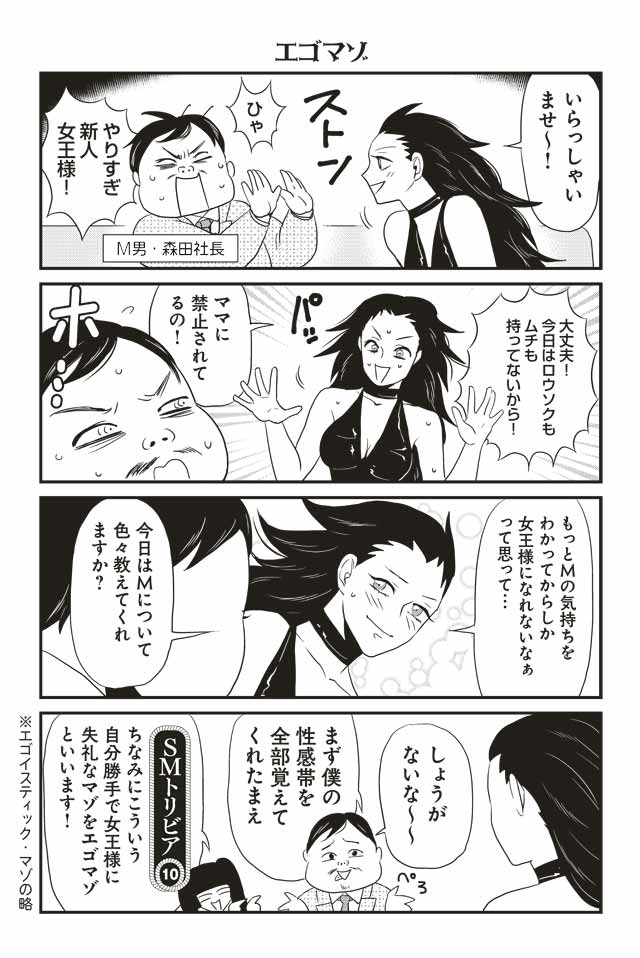 エゴマゾ
いらっしゃい
ませ〜!
ストン
ひゃ
やりすぎ
新人
女王様!
M男・森田社長
大丈夫!
今日はロウソクも
ムチも
持ってないから!
パッ
ママに
禁止されて
るの!
ホ…
もっとMの気持ちを
わかってからしか
女王様になれないなぁ
って思って…
今日はMについて
色々教えてくれ
ますか?
しょうが
ないな〜〜
ぺろ
まず僕の
性感帯を
全部覚えて
くれたまえ
SMトリビア⑩
ちなみにこういう
自分勝手で女王様に
失礼なマゾをエゴマゾ
といいます!
※エゴイスティック・マゾの略